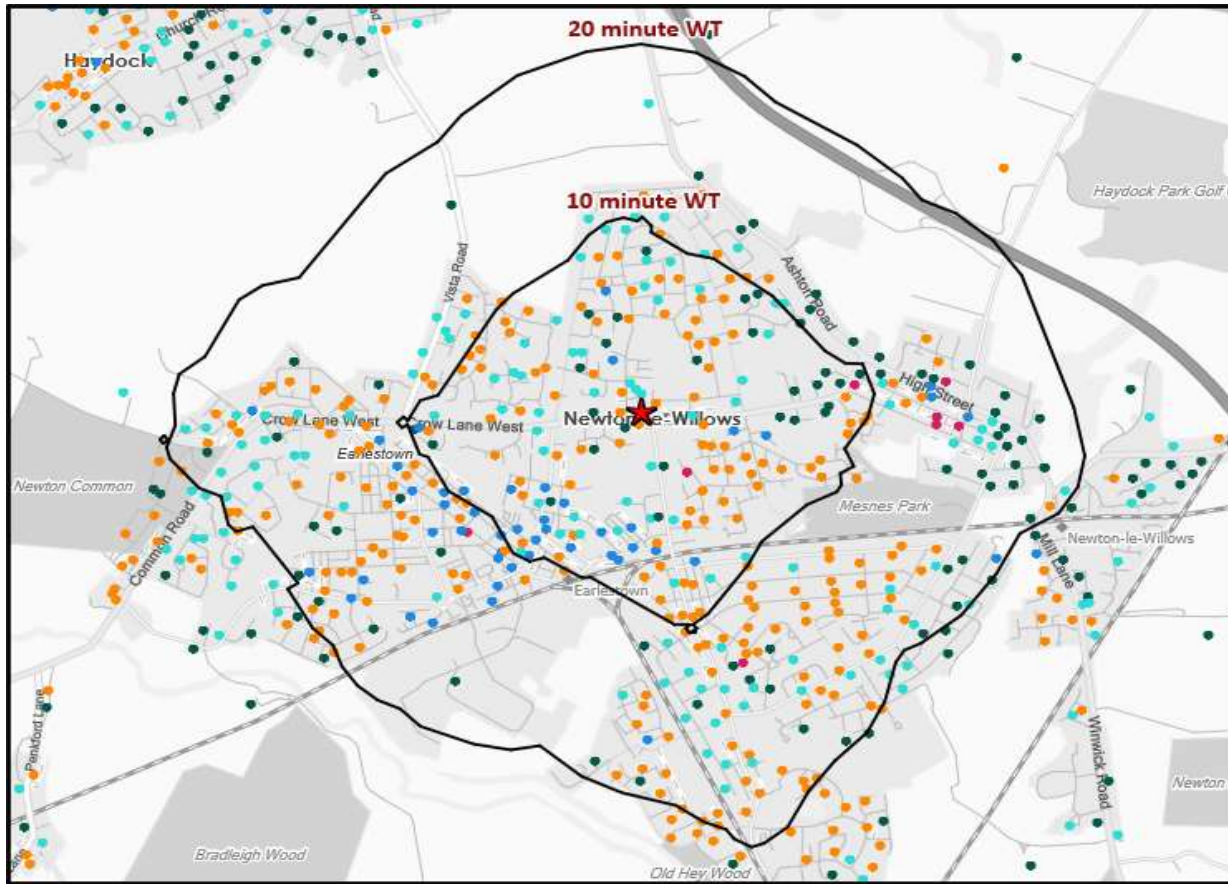 20 minute WT
Church Ro
Haydock
Haydock Park Golf
10 minute WT
Vista Road
Ashton Road
High Street
Crow Lane West
Crow Lane West
Newton-le-Willows
Earlestown
Newton Common
Mesnes Park
Common Road
Newton-le-Willows
Mill Lane
Earlestown
Penkford Lane
Winwick Road
Newton
Bradleigh Wood
Old Hey Wood